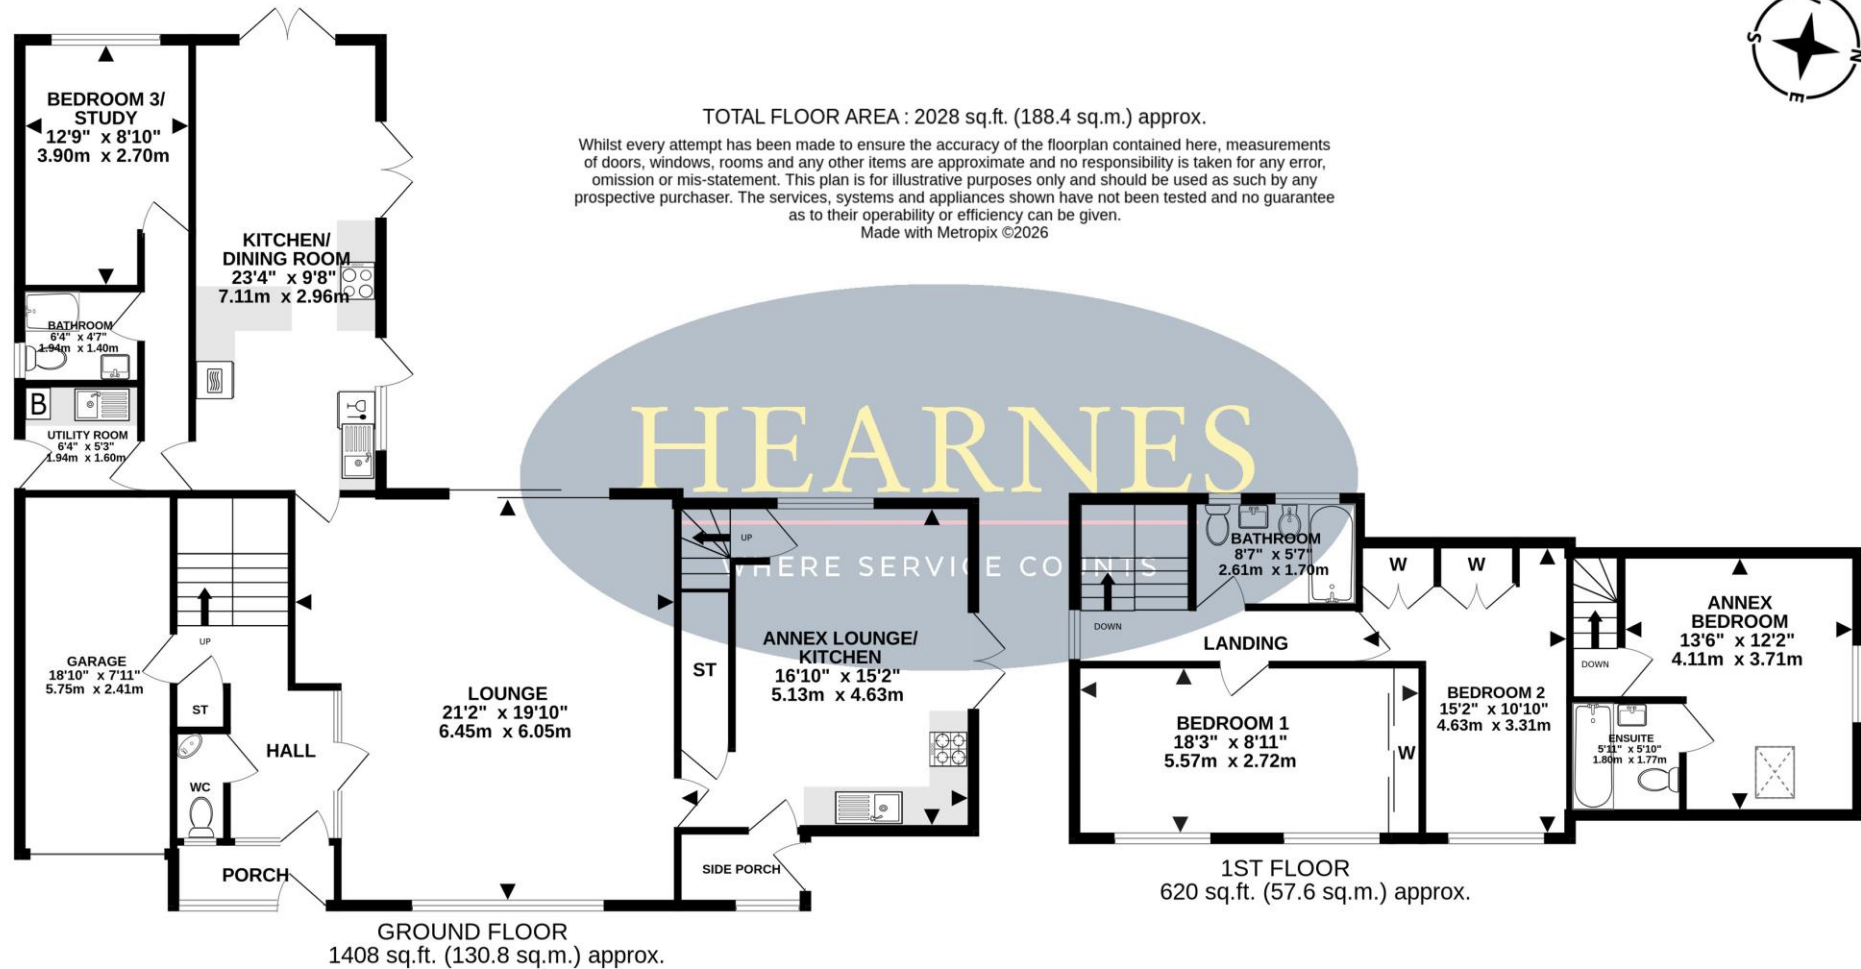 S
N
E
TOTAL FLOOR AREA : 2028 sq.ft. (188.4 sq.m.) approx.
Whilst every attempt has been made to ensure the accuracy of the floorplan contained here, measurements
of doors, windows, rooms and any other items are approximate and no responsibility is taken for any error,
omission or mis-statement. This plan is for illustrative purposes only and should be used as such by any
prospective purchaser. The services, systems and appliances shown have not been tested and no guarantee
as to their operability or efficiency can be given.
Made with Metropix ©2026
BEDROOM 3/
STUDY
12'9" x 8'10"
3.90m x 2.70m
KITCHEN/
DINING ROOM
23'4" x 9'8"
7.11m x 2.96m
BATHROOM
6'4" x 4'7"
1.94m x 1.40m
B
UTILITY ROOM
6'4" x 5'3"
1.94m x 1.60m
HEARNES
WHERE SERVICE COUNTS
GARAGE
18'10" x 7'11"
5.75m x 2.41m
UP
ST
HALL
WC
PORCH
LOUNGE
21'2" x 19'10"
6.45m x 6.05m
UP
ST
ANNEX LOUNGE/
KITCHEN
16'10" x 15'2"
5.13m x 4.63m
SIDE PORCH
GROUND FLOOR
1408 sq.ft. (130.8 sq.m.) approx.
BATHROOM
8'7" x 5'7"
2.61m x 1.70m
DOWN
LANDING
W
W
BEDROOM 1
18'3" x 8'11"
5.57m x 2.72m
W
BEDROOM 2
15'2" x 10'10"
4.63m x 3.31m
ANNEX
BEDROOM
13'6" x 12'2"
4.11m x 3.71m
DOWN
ENSUITE
5'11" x 5'10"
1.80m x 1.77m
1ST FLOOR
620 sq.ft. (57.6 sq.m.) approx.